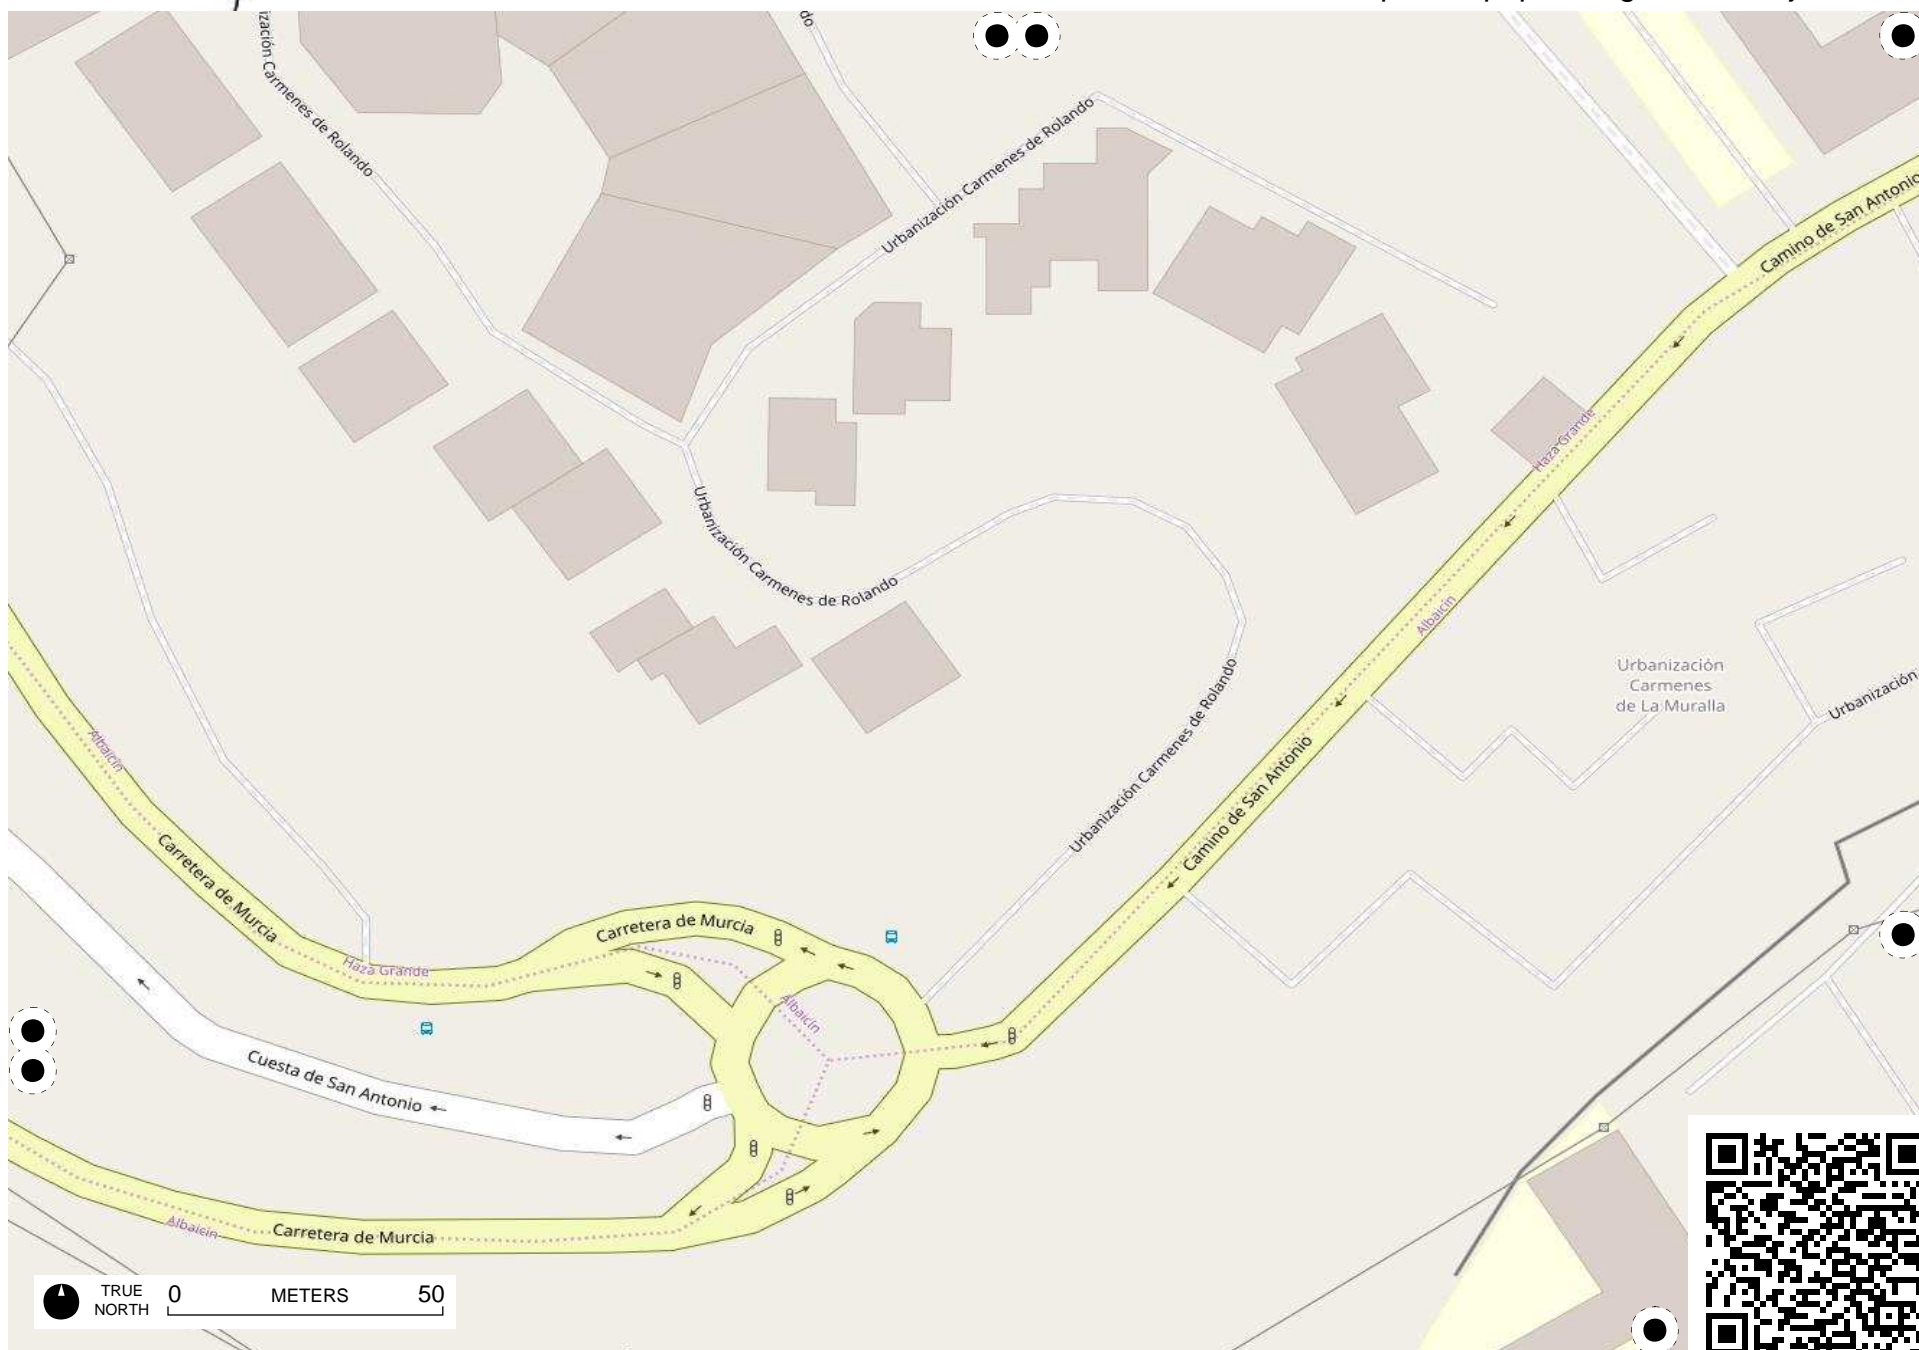 ización Carmenes de Rolando
do
Urbanización Carmenes de Rolando
Camino de San Antonio
Haza Grande
Urbanización Carmenes de Rolando
Albaicín
Urbanización
Carmenes
de La Muralla
Urbanización
Urbanización Carmenes de Rolando
Albaicín
Camino de San Antonio
Carretera de Murcia
Carretera de Murcia
Haza Grande
Albaicín
Cuesta de San Antonio
Albaicín
Carretera de Murcia
TRUE
NORTH
0 METERS 50